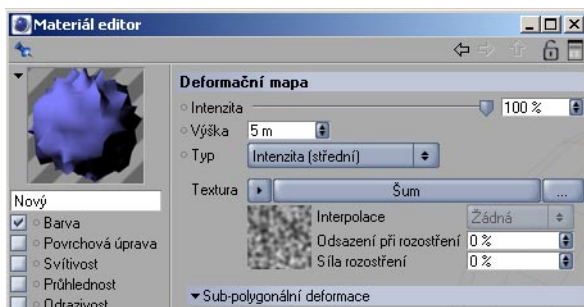 Materiál editor
Deformační mapa
Intenzita 100 %
Výška 5 m
Typ Intenzita (střední)
Textura Šum ...
Interpolace Žádná
Odsazení při rozostření 0 %
Síla rozostření 0 %
Sub-polygonální deformace
Nový
Barva
Povrchová úprava
Svítivost
Průhlednost
Odrazivost